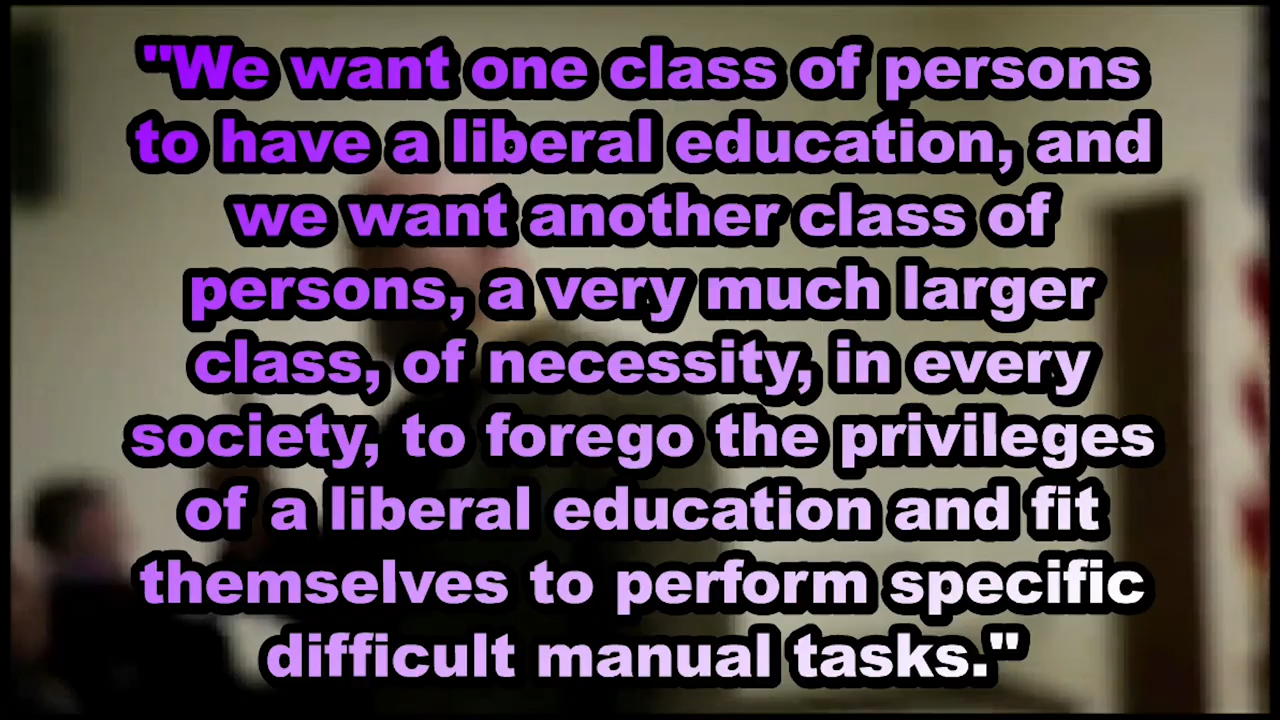 "We want one class of persons
to have a liberal education, and
we want another class of
persons, a very much larger
class, of necessity, in every
society, to forego the privileges
of a liberal education and fit
themselves to perform specific
difficult manual tasks."